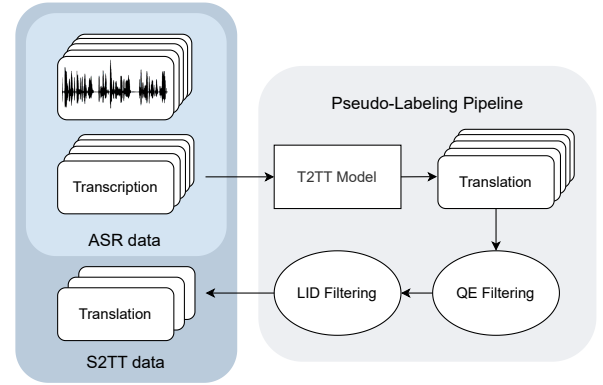 Pseudo-Labeling Pipeline
Transcription
T2TT Model
Translation
ASR data
LID Filtering
QE Filtering
Translation
S2TT data